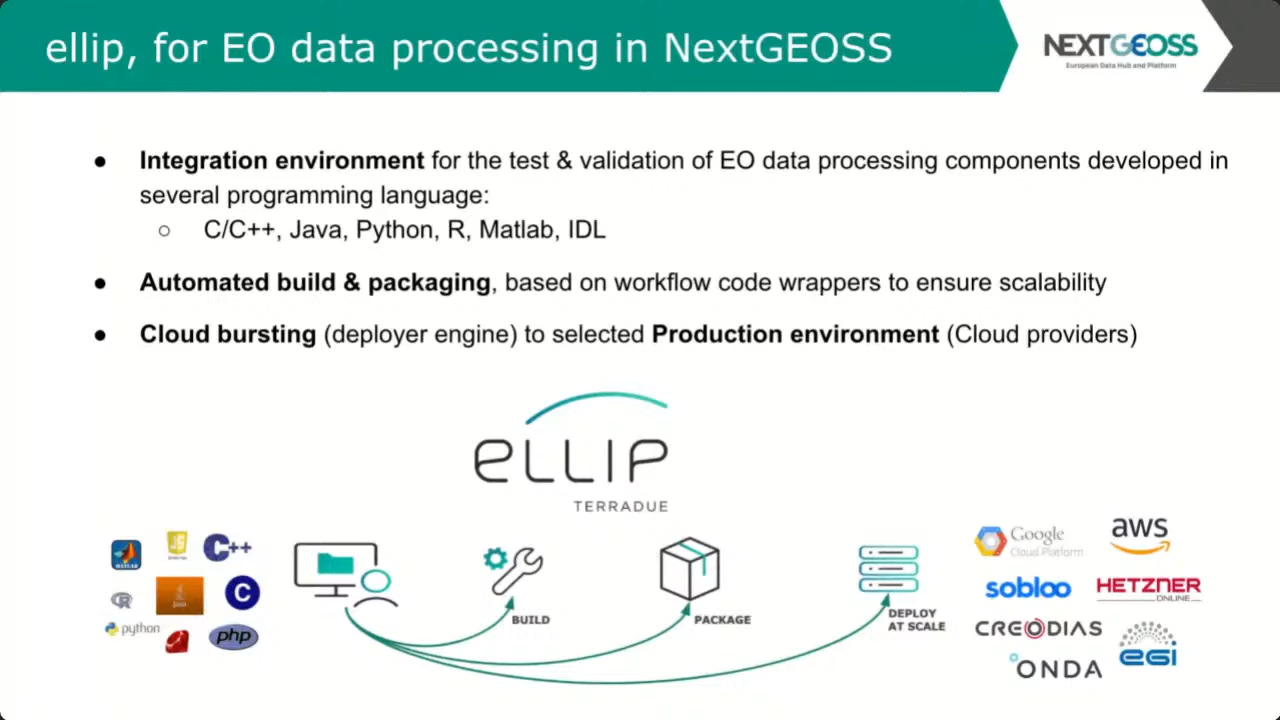 ellip, for EO data processing in NextGEOSS
NEXTGEOSS
European Data Hub and Platform
● Integration environment for the test & validation of EO data processing components developed in
several programming language:
○ C/C++, Java, Python, R, Matlab, IDL
● Automated build & packaging, based on workflow code wrappers to ensure scalability
● Cloud bursting (deployer engine) to selected Production environment (Cloud providers)
ELLIP
TERRADUE
MATLAB
JS
C++
R
Java
C
python
php
BUILD
PACKAGE
DEPLOY
AT SCALE
Google
Cloud Platform
aws
sobloo
HETZNER
ONLINE
CREODIAS
EGI
ONDA